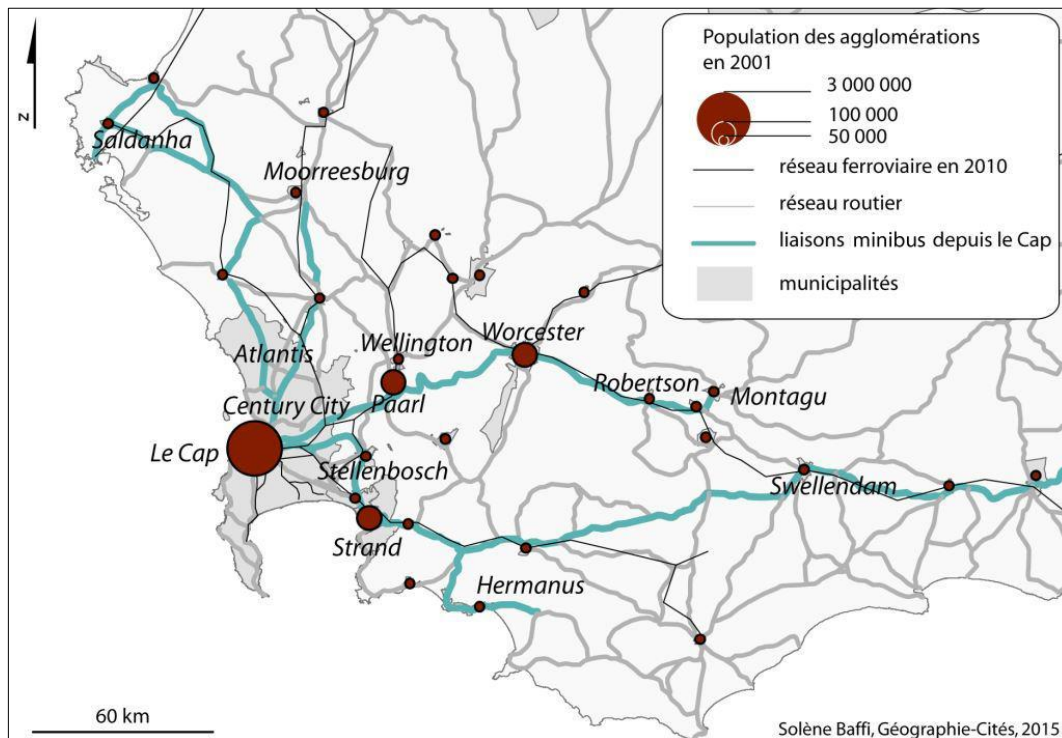 N
Population des agglomérations
en 2001
3 000 000
100 000
50 000
réseau ferroviaire en 2010
réseau routier
liaisons minibus depuis le Cap
municipalités
Saldanha
Moorreesburg
Atlantis
Wellington
Worcester
Robertson
Montagu
Century City
Paarl
Le Cap
Stellenbosch
Swellendam
Strand
Hermanus
60 km
Solène Baffi, Géographie-Cités, 2015